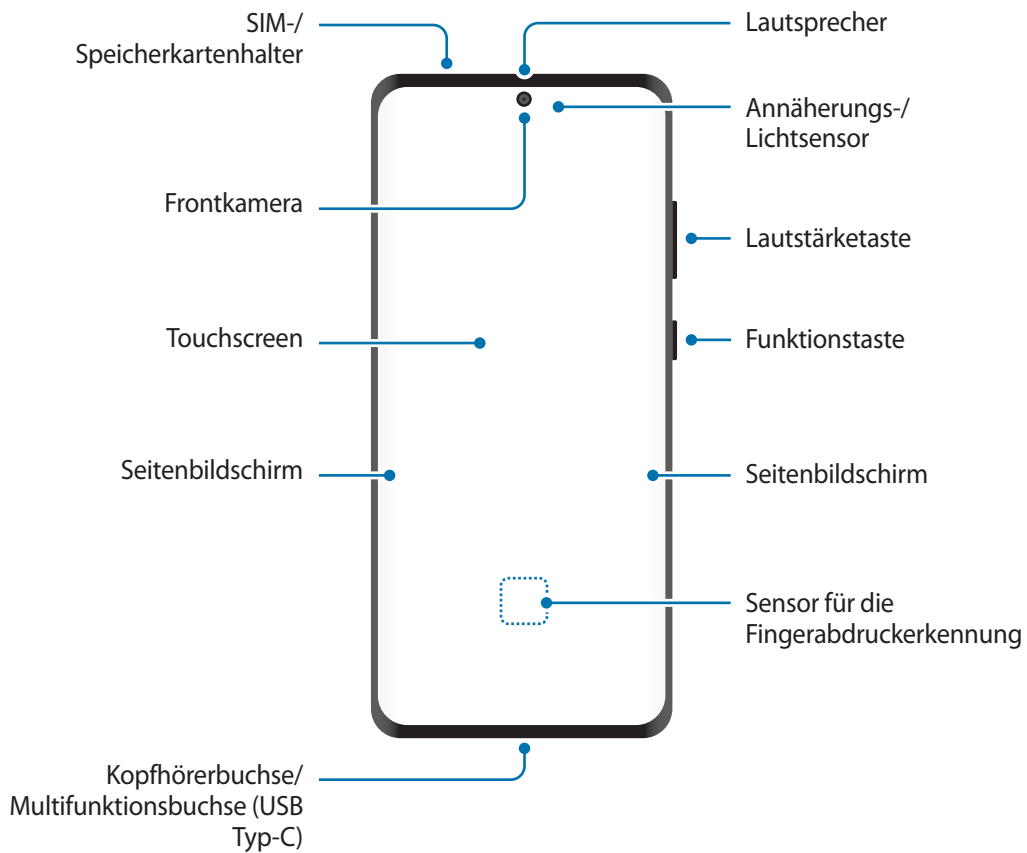 SIM-/
Speicherkartenhalter
Lautsprecher
Annäherungs-/
Lichtsensor
Frontkamera
Lautstärketaste
Touchscreen
Funktionstaste
Seitenbildschirm
Seitenbildschirm
Sensor für die
Fingerabdruckerkennung
Kopfhörerbuchse/
Multifunktionsbuchse (USB
Typ-C)